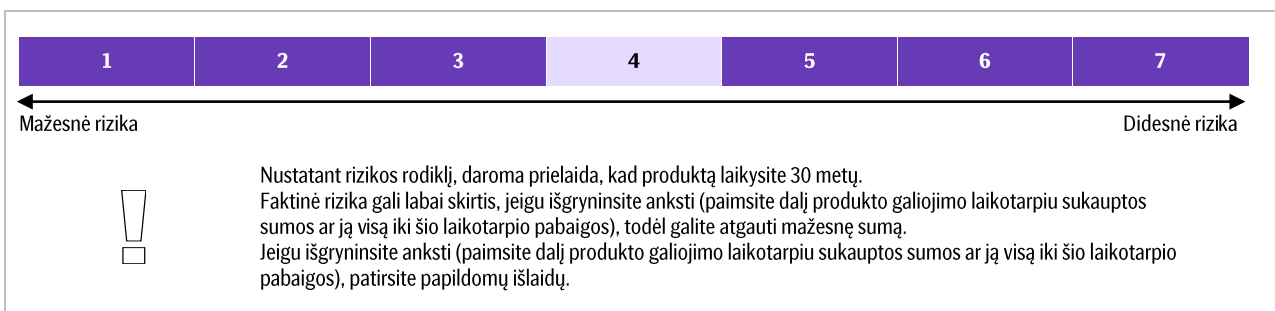 1 2 3 4 5 6 7
Mažesnė rizika Didesnė rizika
Nustatant rizikos rodiklį, daroma prielaida, kad produktą laikysite 30 metų.
Faktinė rizika gali labai skirtis, jeigu išgryninsite anksti (paimsite dalį produkto galiojimo laikotarpiu sukauptos
sumos ar ją visą iki šio laikotarpio pabaigos), todėl galite atgauti mažesnę sumą.
Jeigu išgryninsite anksti (paimsite dalį produkto galiojimo laikotarpiu sukauptos sumos ar ją visą iki šio laikotarpio
pabaigos), patirsite papildomų išlaidų.